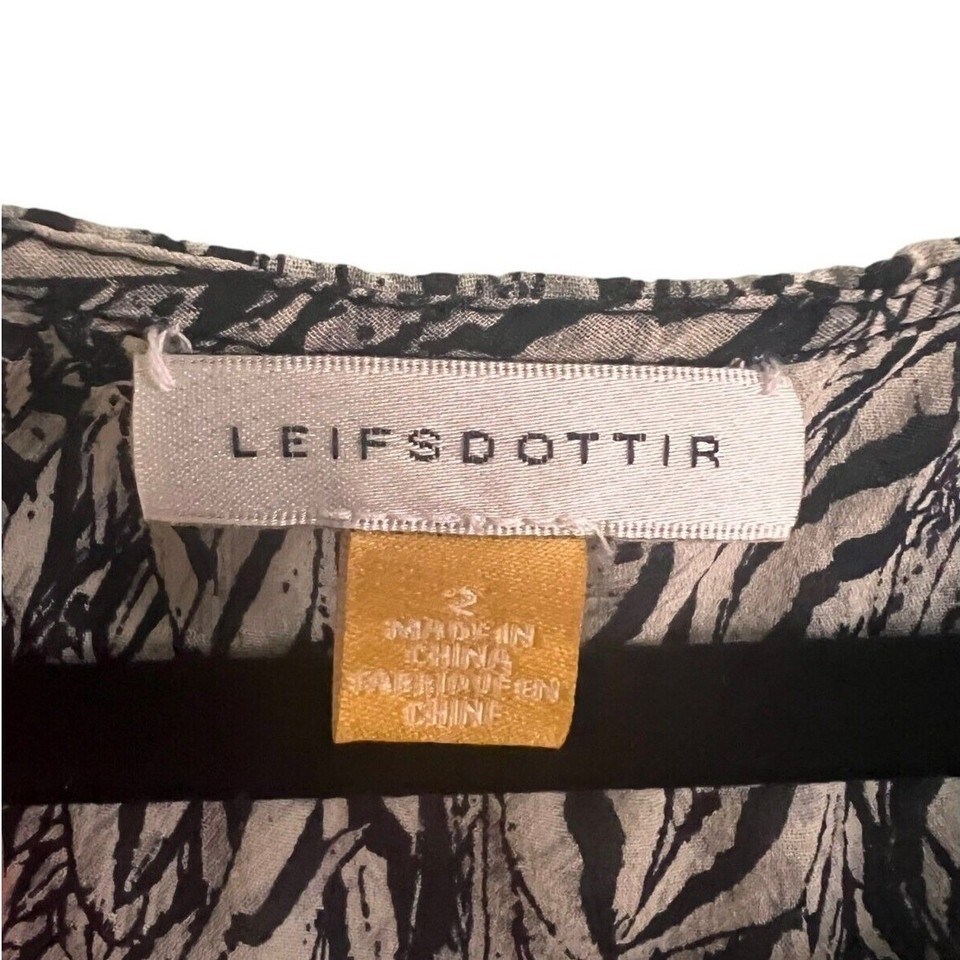 LEIFSDOTTIR
2
MADE IN
CHINA
FABRIQUE EN
CHINE